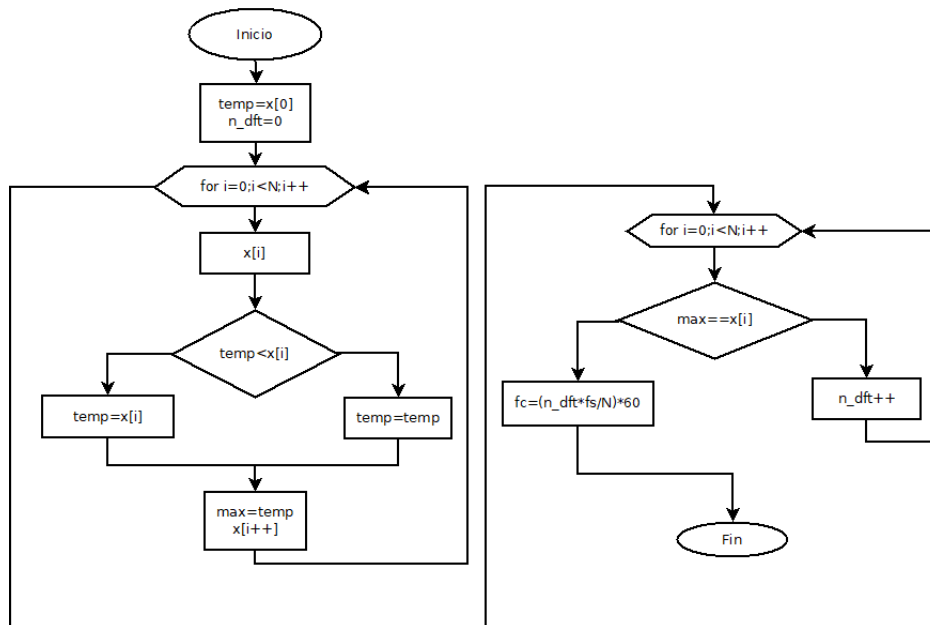 Inicio
temp=x[0]
n_dft=0
for i=0;i<N;i++
x[i]
temp<x[i]
temp=x[i]
temp=temp
max=temp
x[i++]
for i=0;i<N;i++
max==x[i]
fc=(n_dft*fs/N)*60
n_dft++
Fin